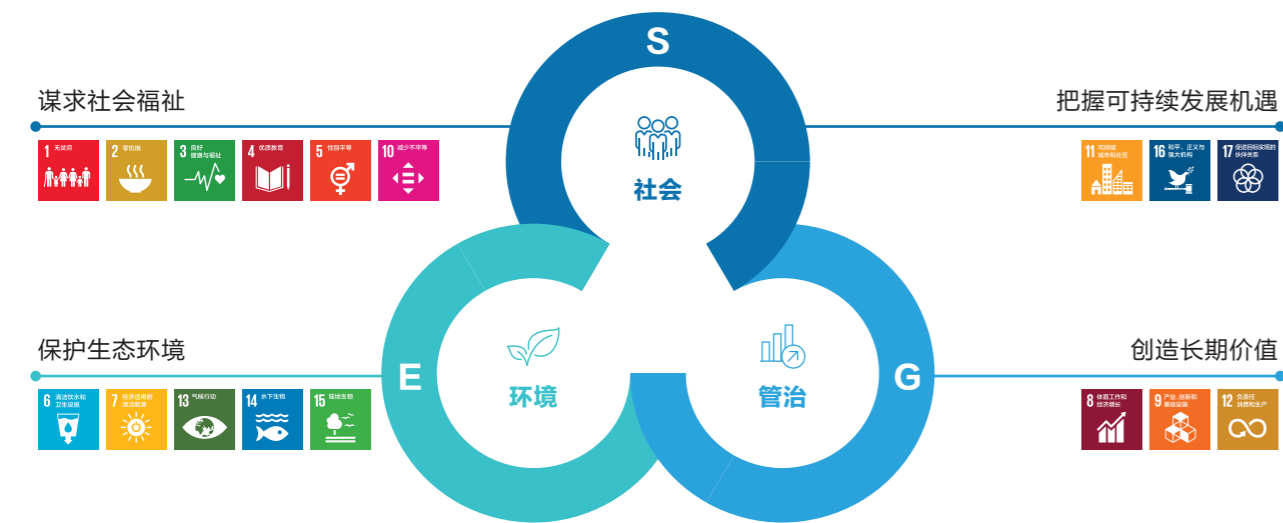 S
谋求社会福祉
把握可持续发展机遇
1 无贫穷
2 零饥饿
3 良好
健康与福祉
4 优质教育
5 性别平等
10 减少不平等
11 可持续
城市和社区
16 和平、正义与
强大机构
17 促进目标实现的
伙伴关系
社会
保护生态环境
创造长期价值
E
环境
管治
G
6 清洁饮水和
卫生设施
7 经济适用的
清洁能源
13 气候行动
14 水下生物
15 陆地生物
8 体面工作和
经济增长
9 产业、创新和
基础设施
12 负责任
消费和生产